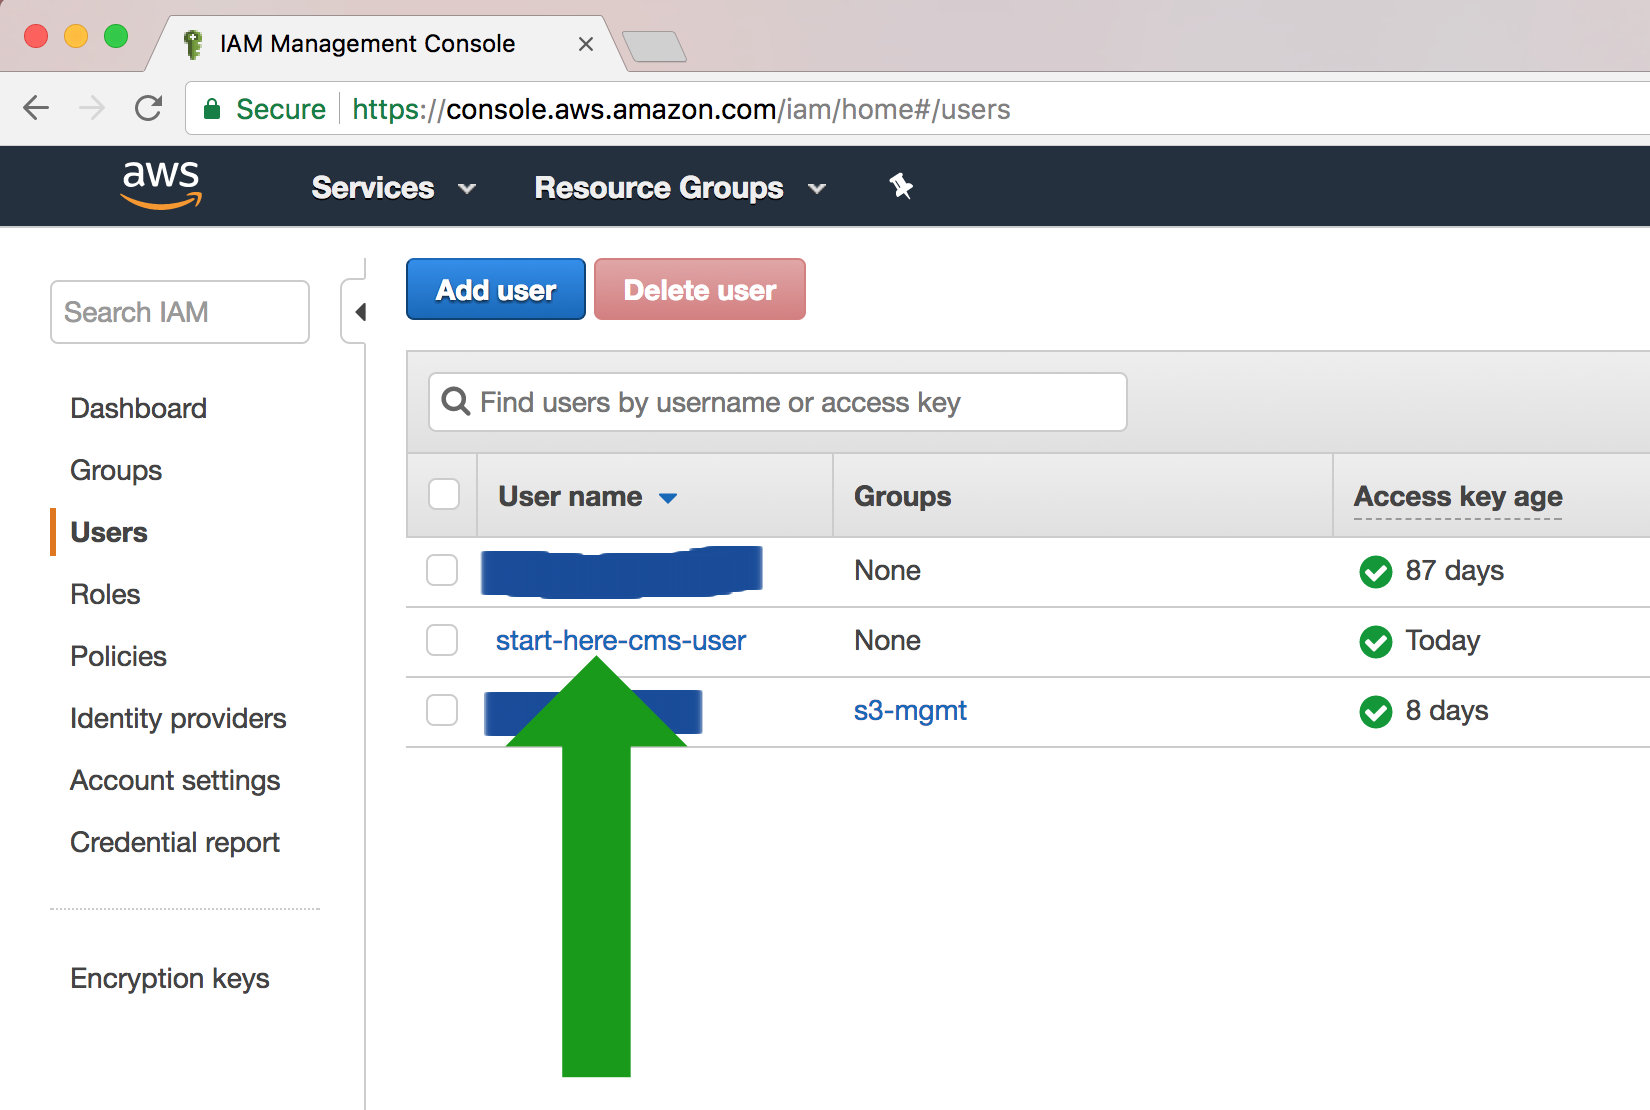 IAM Management Console
Secure https://console.aws.amazon.com/iam/home#/users
aws Services Resource Groups
Search IAM
Dashboard
Groups
Users
Roles
Policies
Identity providers
Account settings
Credential report
Encryption keys
Add user Delete user
Find users by username or access key
User name Groups Access key age
None 87 days
start-here-cms-user None Today
s3-mgmt 8 days